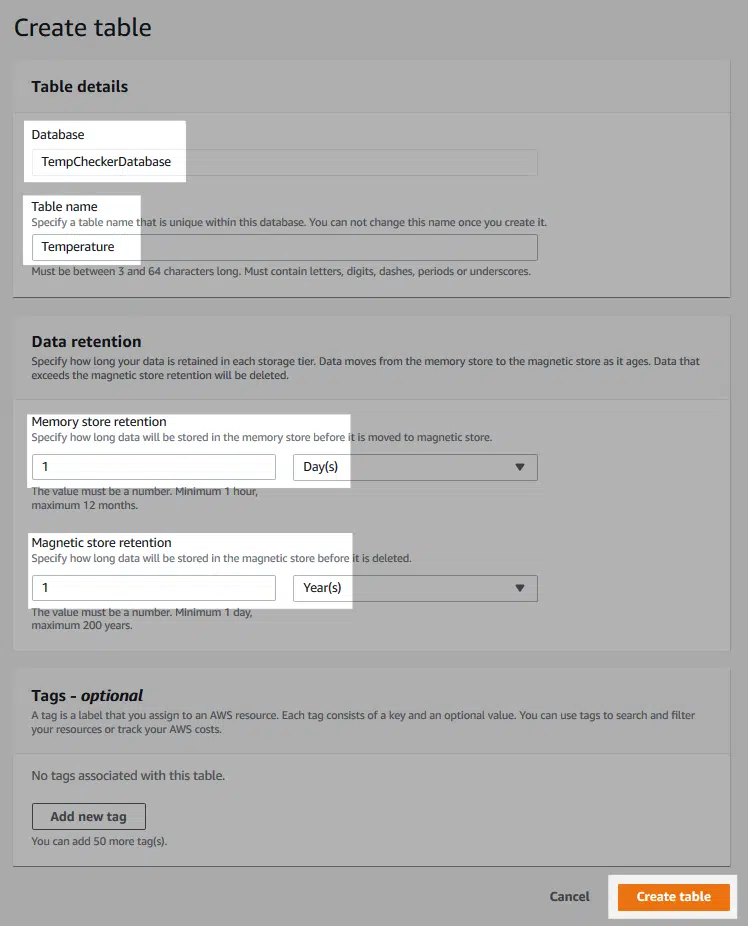 Create table
Table details
Database
TempCheckerDatabase
Table name
Specify a table name that is unique within this database. You can not change this name once you create it.
Temperature
Must be between 3 and 64 characters long. Must contain letters, digits, dashes, periods or underscores.
Data retention
Specify how long your data is retained in each storage tier. Data moves from the memory store to the magnetic store as it ages. Data that
exceeds the magnetic store retention will be deleted.
Memory store retention
Specify how long data will be stored in the memory store before it is moved to magnetic store.
1 Day(s)
The value must be a number. Minimum 1 hour,
maximum 12 months.
Magnetic store retention
Specify how long data will be stored in the magnetic store before it is deleted.
1 Year(s)
The value must be a number. Minimum 1 day,
maximum 200 years.
Tags - optional
A tag is a label that you assign to an AWS resource. Each tag consists of a key and an optional value. You can use tags to search and filter
your resources or track your AWS costs.
No tags associated with this table.
Add new tag
You can add 50 more tag(s).
Cancel Create table